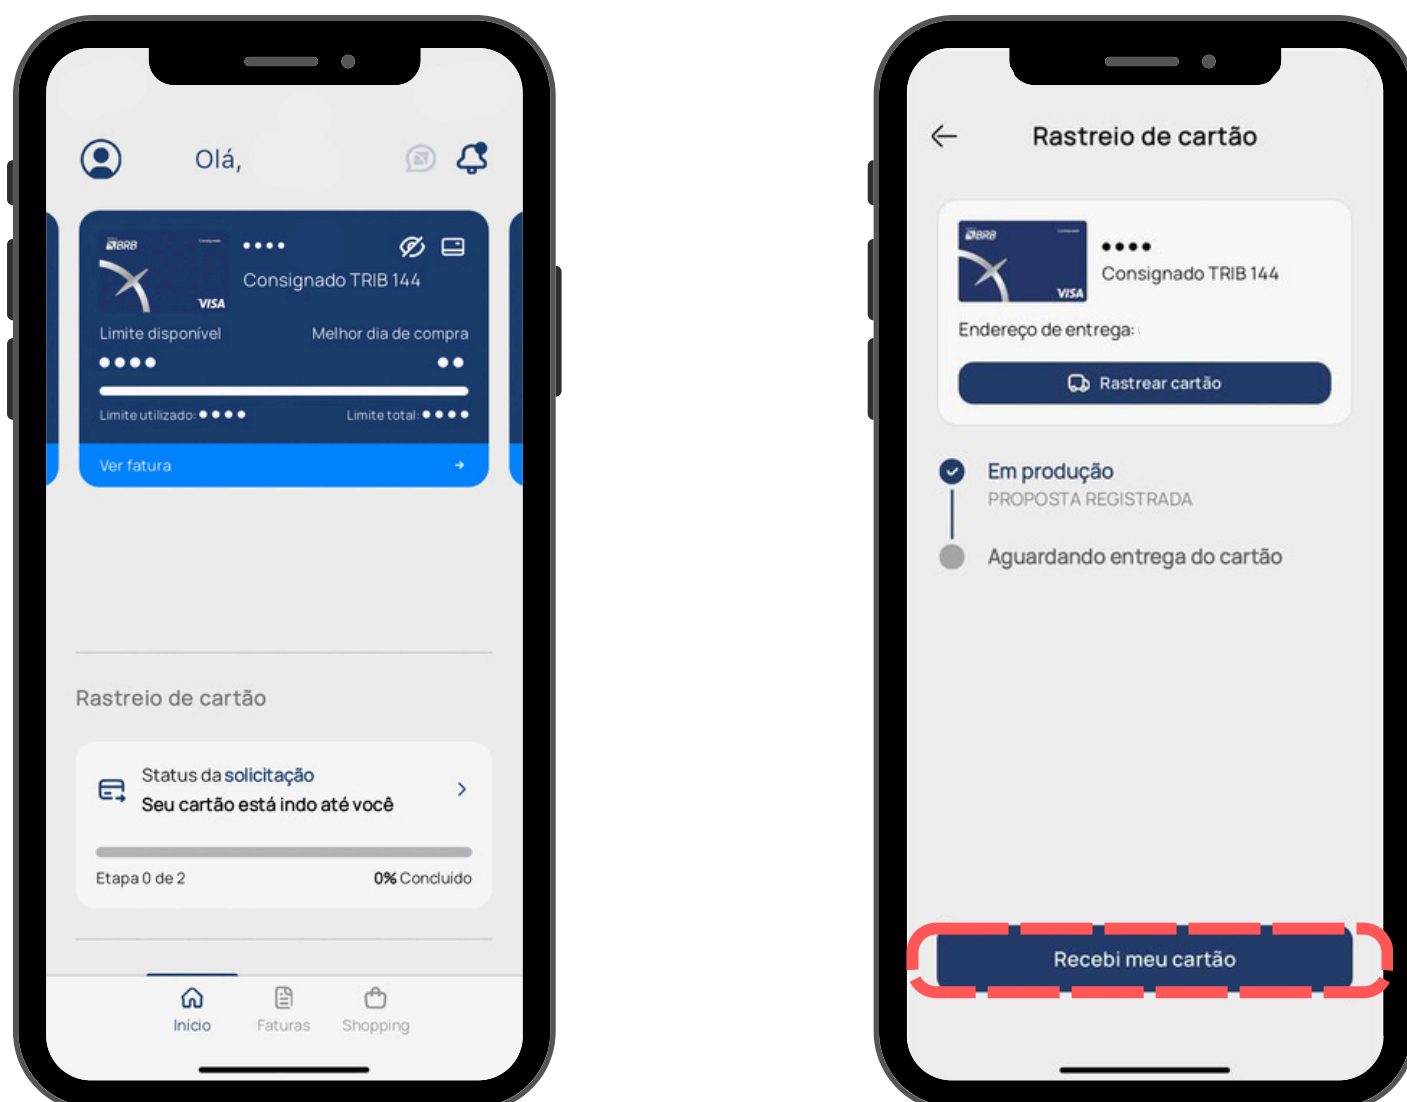 Olá,
BRB
VISA
Consignado TRIB 144
Limite disponível
Melhor dia de compra
Limite utilizado:
Limite total:
Ver fatura
Rastreio de cartão
Status da solicitação
Seu cartão está indo até você
Etapa 0 de 2
0% Concluido
Início
Faturas
Shopping
Rastreio de cartão
BRB
VISA
Consignado TRIB 144
Endereço de entrega:
Rastrear cartão
Em produção
PROPOSTA REGISTRADA
Aguardando entrega do cartão
Recebi meu cartão